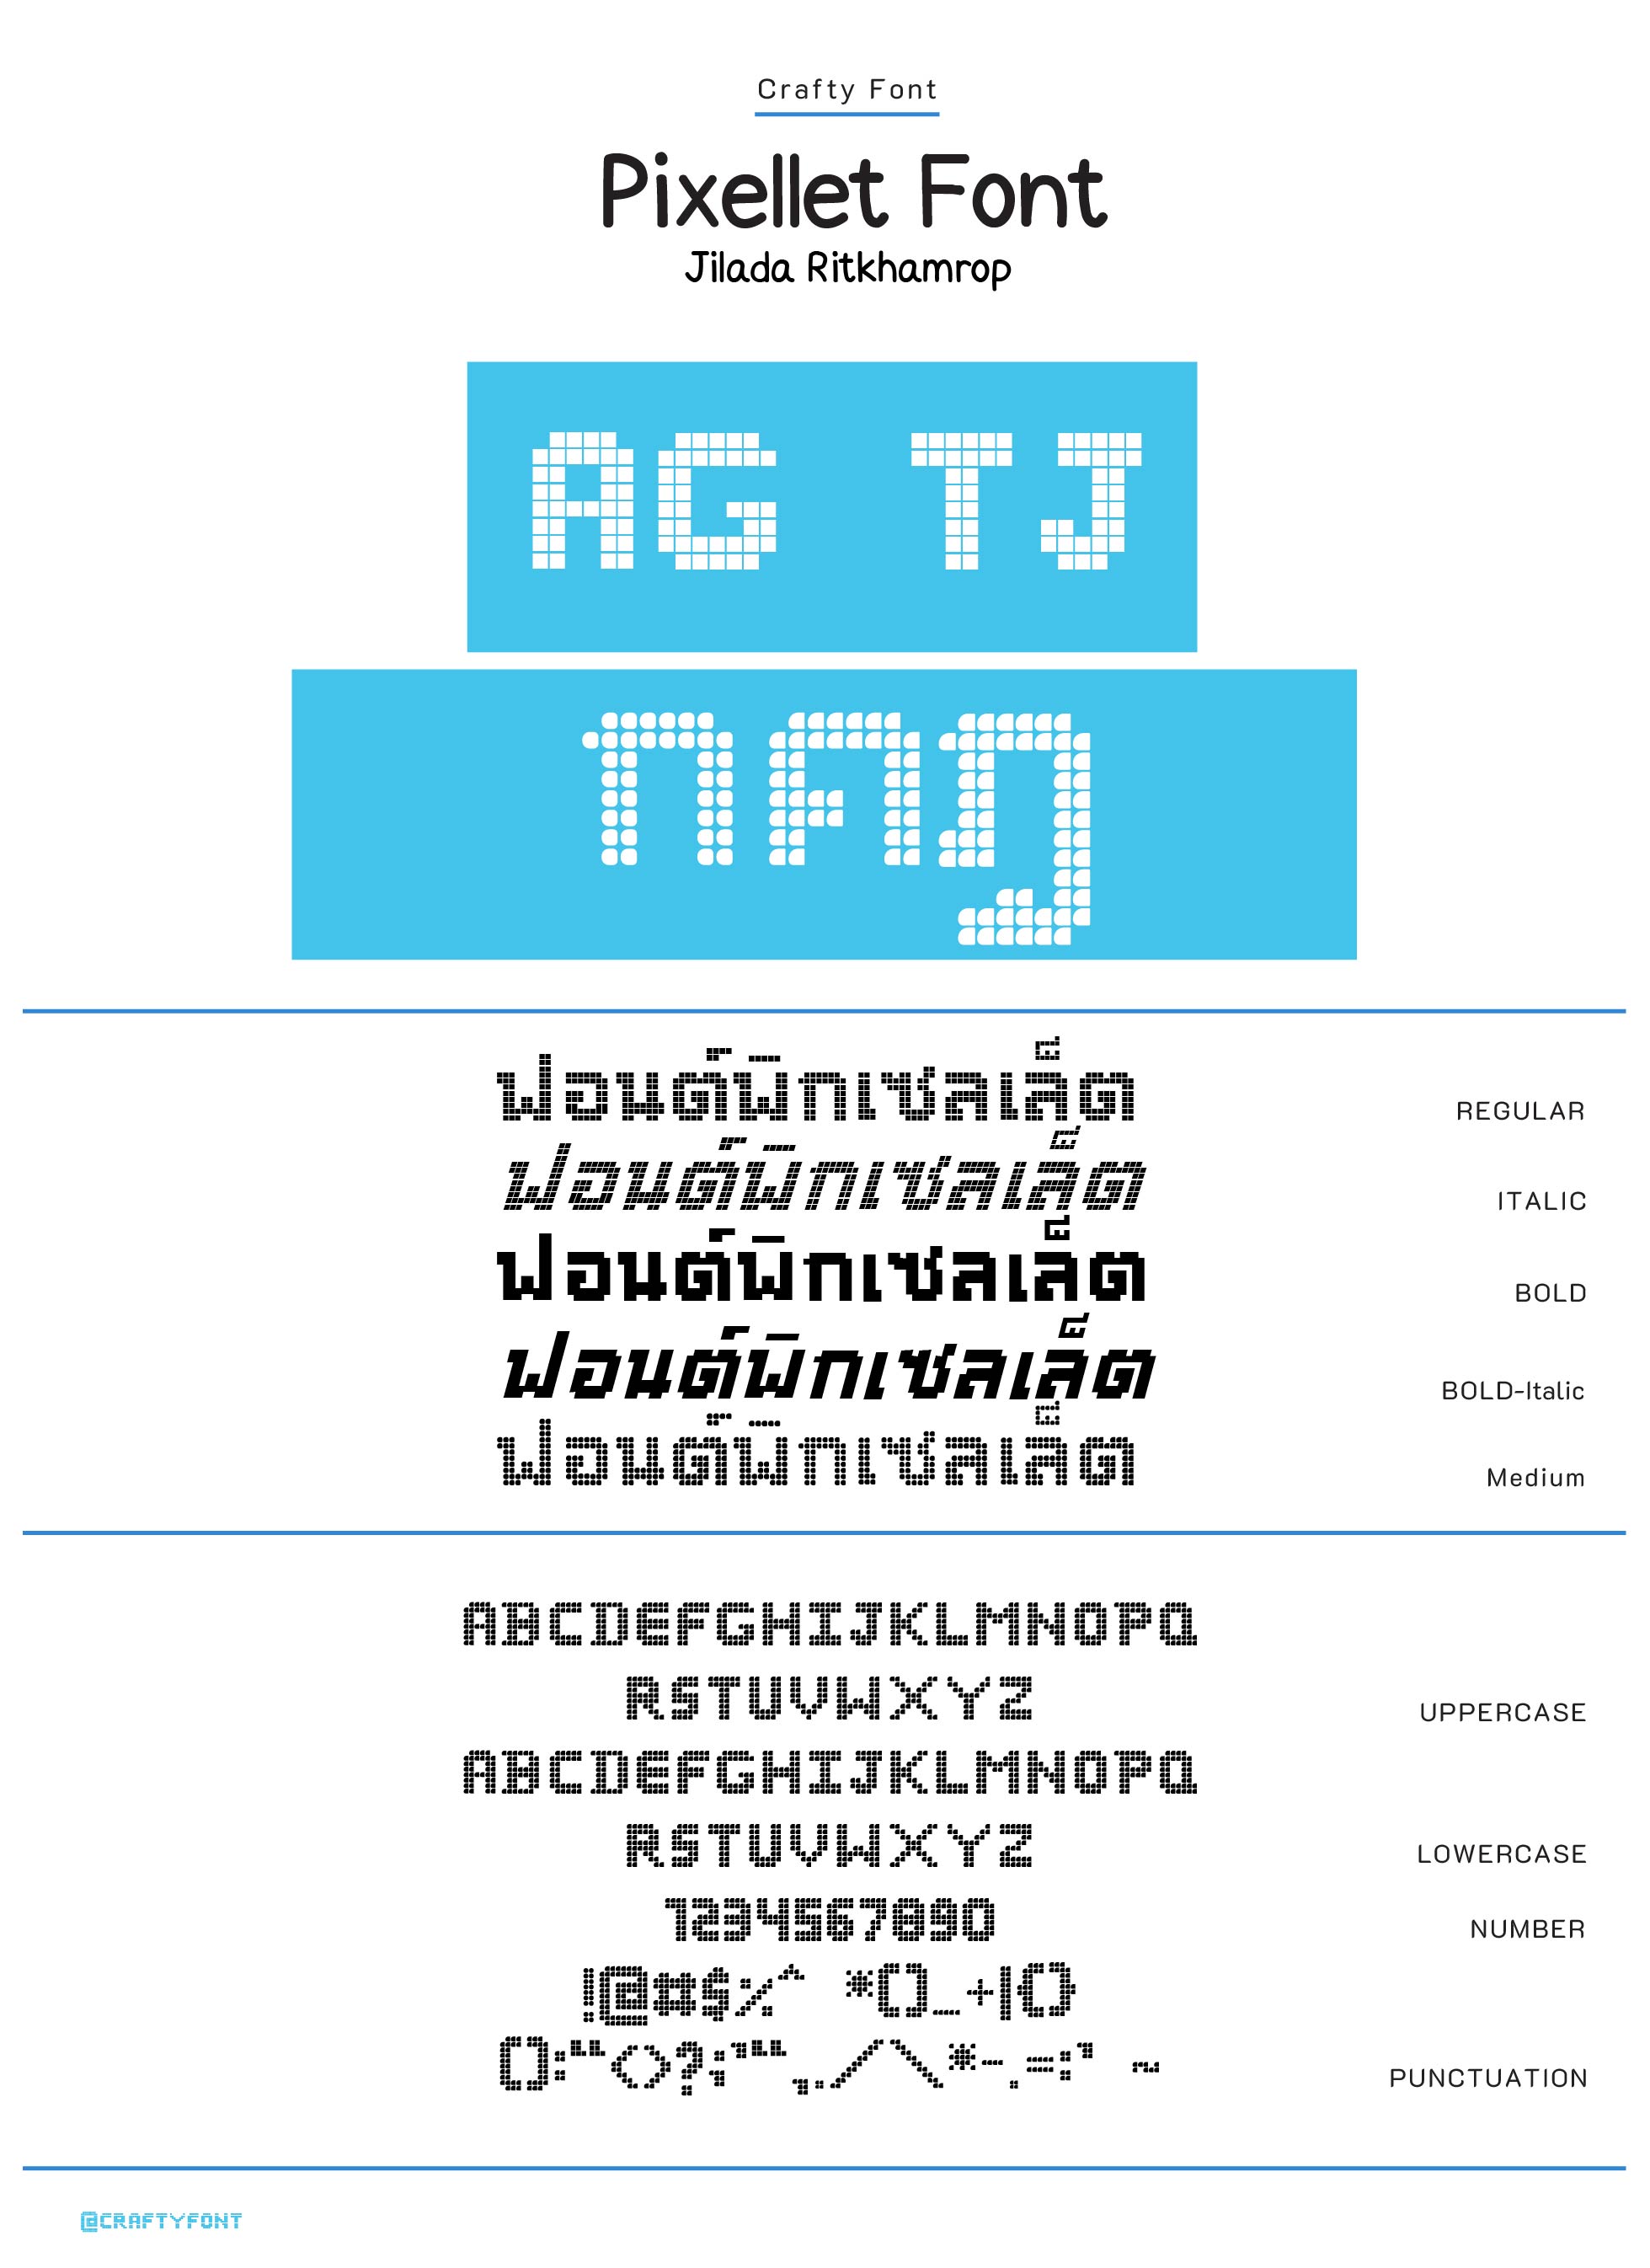 Crafty Font
Pixellet Font
Jilada Ritkhamrop
AG TJ
กคฎ
ฟอนต์พิกเซลเล็ต
REGULAR
ฟอนต์พิกเซลเล็ต
ITALIC
ฟอนต์พิกเซลเล็ต
BOLD
ฟอนต์พิกเซลเล็ต
BOLD-Italic
ฟอนต์พิกเซลเล็ต
Medium
ABCDEFGHIJKLMNOPQ
RSTUVWXYZ
UPPERCASE
ABCDEFGHIJKLMNOPQ
RSTUVWXYZ
LOWERCASE
1234567890
NUMBER
!@#$%^ *()_+|()
PUNCTUATION
@CRAFTYFONT